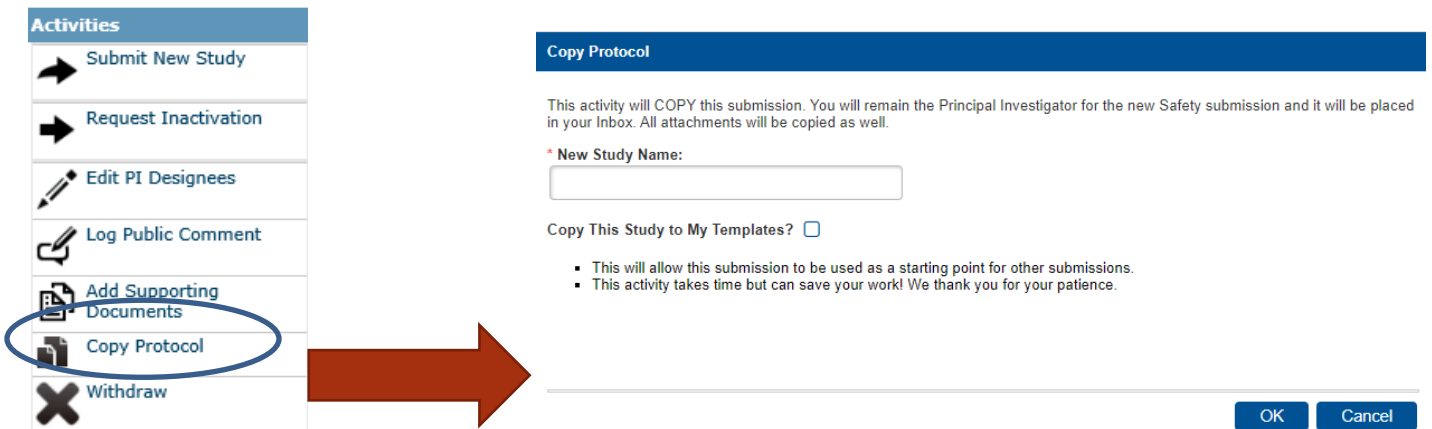 Activities
Submit New Study
Request Inactivation
Edit PI Designees
Log Public Comment
Add Supporting
Documents
Copy Protocol
Withdraw
Copy Protocol
This activity will COPY this submission. You will remain the Principal Investigator for the new Safety submission and it will be placed
in your Inbox. All attachments will be copied as well.
* New Study Name:
Copy This Study to My Templates?
▪ This will allow this submission to be used as a starting point for other submissions.
▪ This activity takes time but can save your work! We thank you for your patience.
OK Cancel